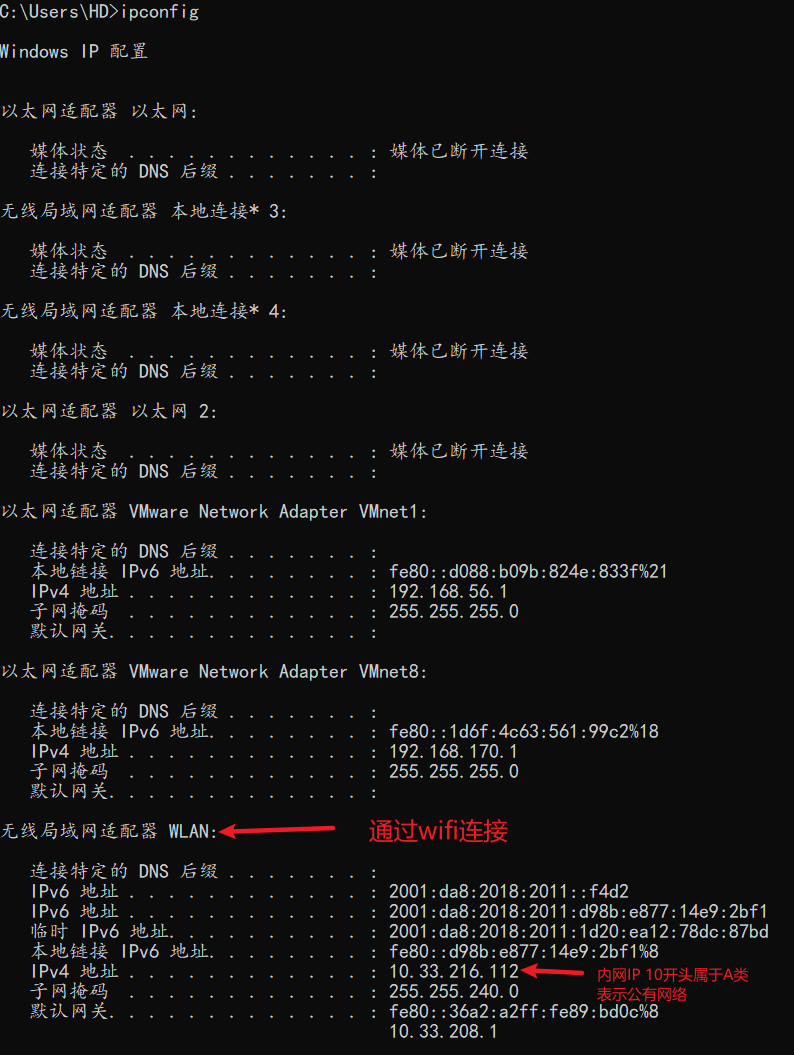 C:\Users\HD>ipconfig
Windows IP 配置
以太网适配器 以太网:
媒体状态 . . . . . . . . . . . . : 媒体已断开连接
连接特定的 DNS 后缀 . . . . . . . :
无线局域网适配器 本地连接* 3:
媒体状态 . . . . . . . . . . . . : 媒体已断开连接
连接特定的 DNS 后缀 . . . . . . . :
无线局域网适配器 本地连接* 4:
媒体状态 . . . . . . . . . . . . : 媒体已断开连接
连接特定的 DNS 后缀 . . . . . . . :
以太网适配器 以太网 2:
媒体状态 . . . . . . . . . . . . : 媒体已断开连接
连接特定的 DNS 后缀 . . . . . . . :
以太网适配器 VMware Network Adapter VMnet1:
连接特定的 DNS 后缀 . . . . . . . :
本地链接 IPv6 地址. . . . . . . . : fe80::d088:b09b:824e:833f%21
IPv4 地址 . . . . . . . . . . . . : 192.168.56.1
子网掩码 . . . . . . . . . . . . : 255.255.255.0
默认网关. . . . . . . . . . . . . :
以太网适配器 VMware Network Adapter VMnet8:
连接特定的 DNS 后缀 . . . . . . . :
本地链接 IPv6 地址. . . . . . . . : fe80::1d6f:4c63:561:99c2%18
IPv4 地址 . . . . . . . . . . . . : 192.168.170.1
子网掩码 . . . . . . . . . . . . : 255.255.255.0
默认网关. . . . . . . . . . . . . :
无线局域网适配器 WLAN: 通过wifi连接
连接特定的 DNS 后缀 . . . . . . . :
IPv6 地址 . . . . . . . . . . . . : 2001:da8:2018:2011::f4d2
IPv6 地址 . . . . . . . . . . . . : 2001:da8:2018:2011:d98b:e877:14e9:2bf1
临时 IPv6 地址. . . . . . . . . . : 2001:da8:2018:2011:1d20:ea12:78dc:87bd
本地链接 IPv6 地址. . . . . . . . : fe80::d98b:e877:14e9:2bf1%8
IPv4 地址 . . . . . . . . . . . . : 10.33.216.112 内网IP 10开头属于A类
子网掩码 . . . . . . . . . . . . : 255.255.240.0 表示公有网络
默认网关. . . . . . . . . . . . . : fe80::36a2:a2ff:fe89:bd0c%8
10.33.208.1